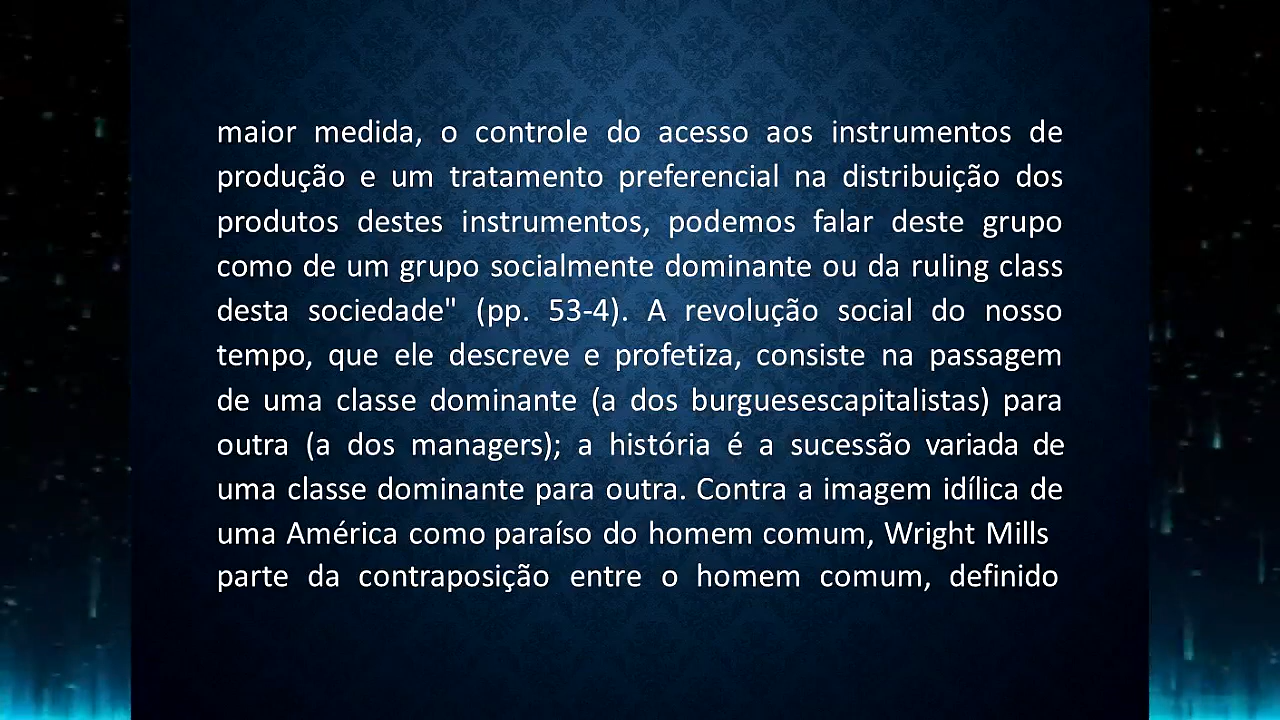 maior medida, o controle do acesso aos instrumentos de
produção e um tratamento preferencial na distribuição dos
produtos destes instrumentos, podemos falar deste grupo
como de um grupo socialmente dominante ou da ruling class
desta sociedade" (pp. 53-4). A revolução social do nosso
tempo, que ele descreve e profetiza, consiste na passagem
de uma classe dominante (a dos burguesescapitalistas) para
outra (a dos managers); a história é a sucessão variada de
uma classe dominante para outra. Contra a imagem idílica de
uma América como paraíso do homem comum, Wright Mills
parte da contraposição entre o homem comum, definido